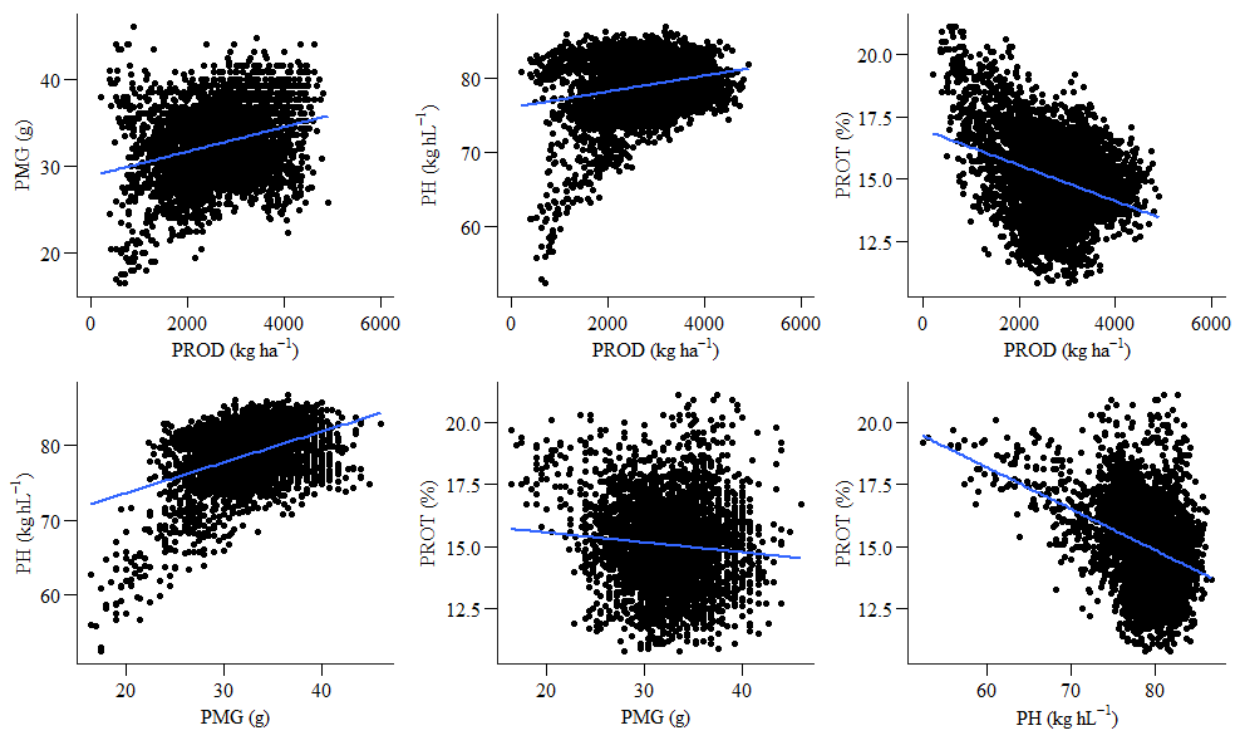 PMG (g)
40
30
20
0 2000 4000 6000
PROD (kg ha⁻¹)
PH (kg hL⁻¹)
80
70
60
0 2000 4000 6000
PROD (kg ha⁻¹)
PROT (%)
20.0
17.5
15.0
12.5
0 2000 4000 6000
PROD (kg ha⁻¹)
PH (kg hL⁻¹)
80
70
60
20 30 40
PMG (g)
PROT (%)
20.0
17.5
15.0
12.5
20 30 40
PMG (g)
PROT (%)
20.0
17.5
15.0
12.5
60 70 80
PH (kg hL⁻¹)